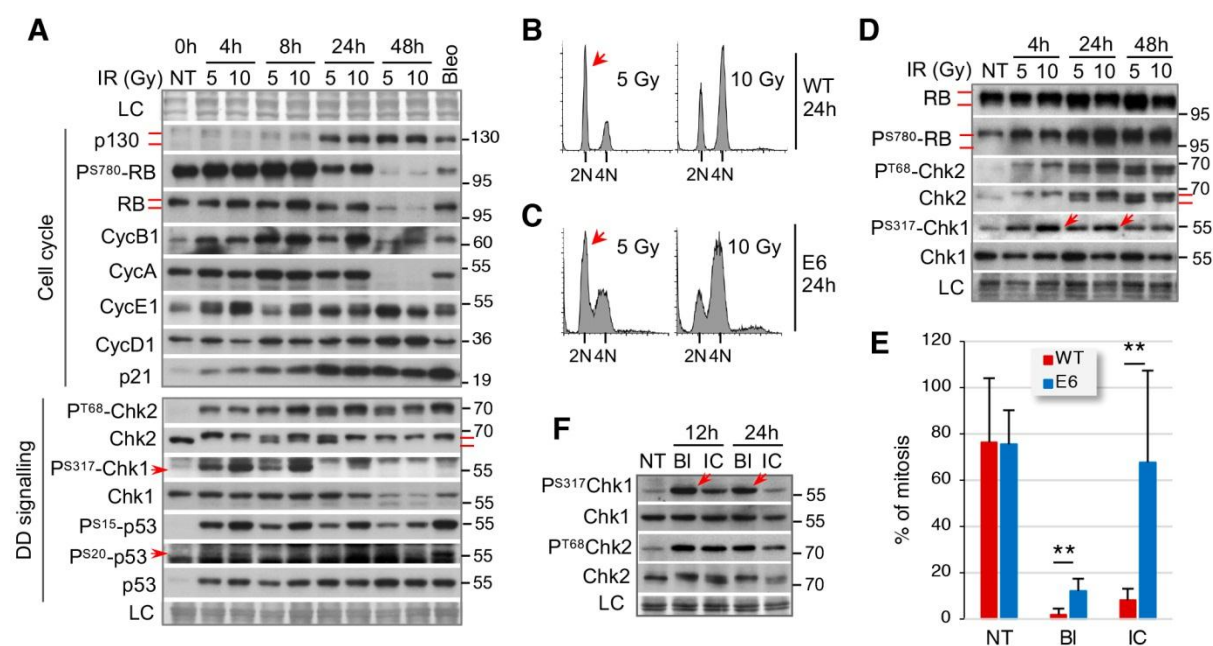 A
0h 4h 8h 24h 48h Bleo
IR (Gy) NT 5 10 5 10 5 10 5 10
LC
Cell cycle
p130 130
PS780-RB 95
RB 95
CycB1 60
CycA 55
CycE1 55
CycD1 36
p21 19
DD signalling
PT68-Chk2 70
Chk2 70
PS317-Chk1 55
Chk1 55
PS15-p53 55
PS20-p53 55
p53 55
LC
B
5 Gy 10 Gy
WT
24h
2N 4N 2N 4N
C
5 Gy 10 Gy
E6
24h
2N 4N 2N 4N
D
4h 24h 48h
IR (Gy) NT 5 10 5 10 5 10
RB 95
PS780-RB 95
PT68-Chk2 70
Chk2 70
PS317-Chk1 55
Chk1 55
LC
E
% of mitosis
120
100
80
60
40
20
0
WT
E6
**
**
NT BI IC
F
12h 24h
NT BI IC BI IC
PS317Chk1 55
Chk1 55
PT68Chk2 70
Chk2 70
LC